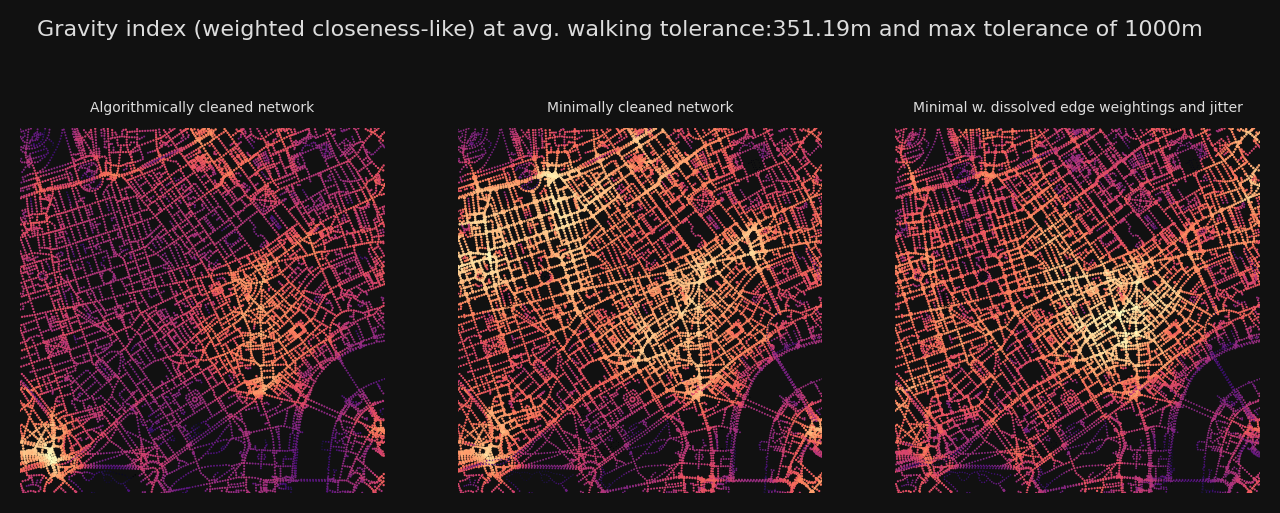 Gravity index (weighted closeness-like) at avg. walking tolerance:351.19m and max tolerance of 1000m
Algorithmically cleaned network
Minimally cleaned network
Minimal w. dissolved edge weightings and jitter